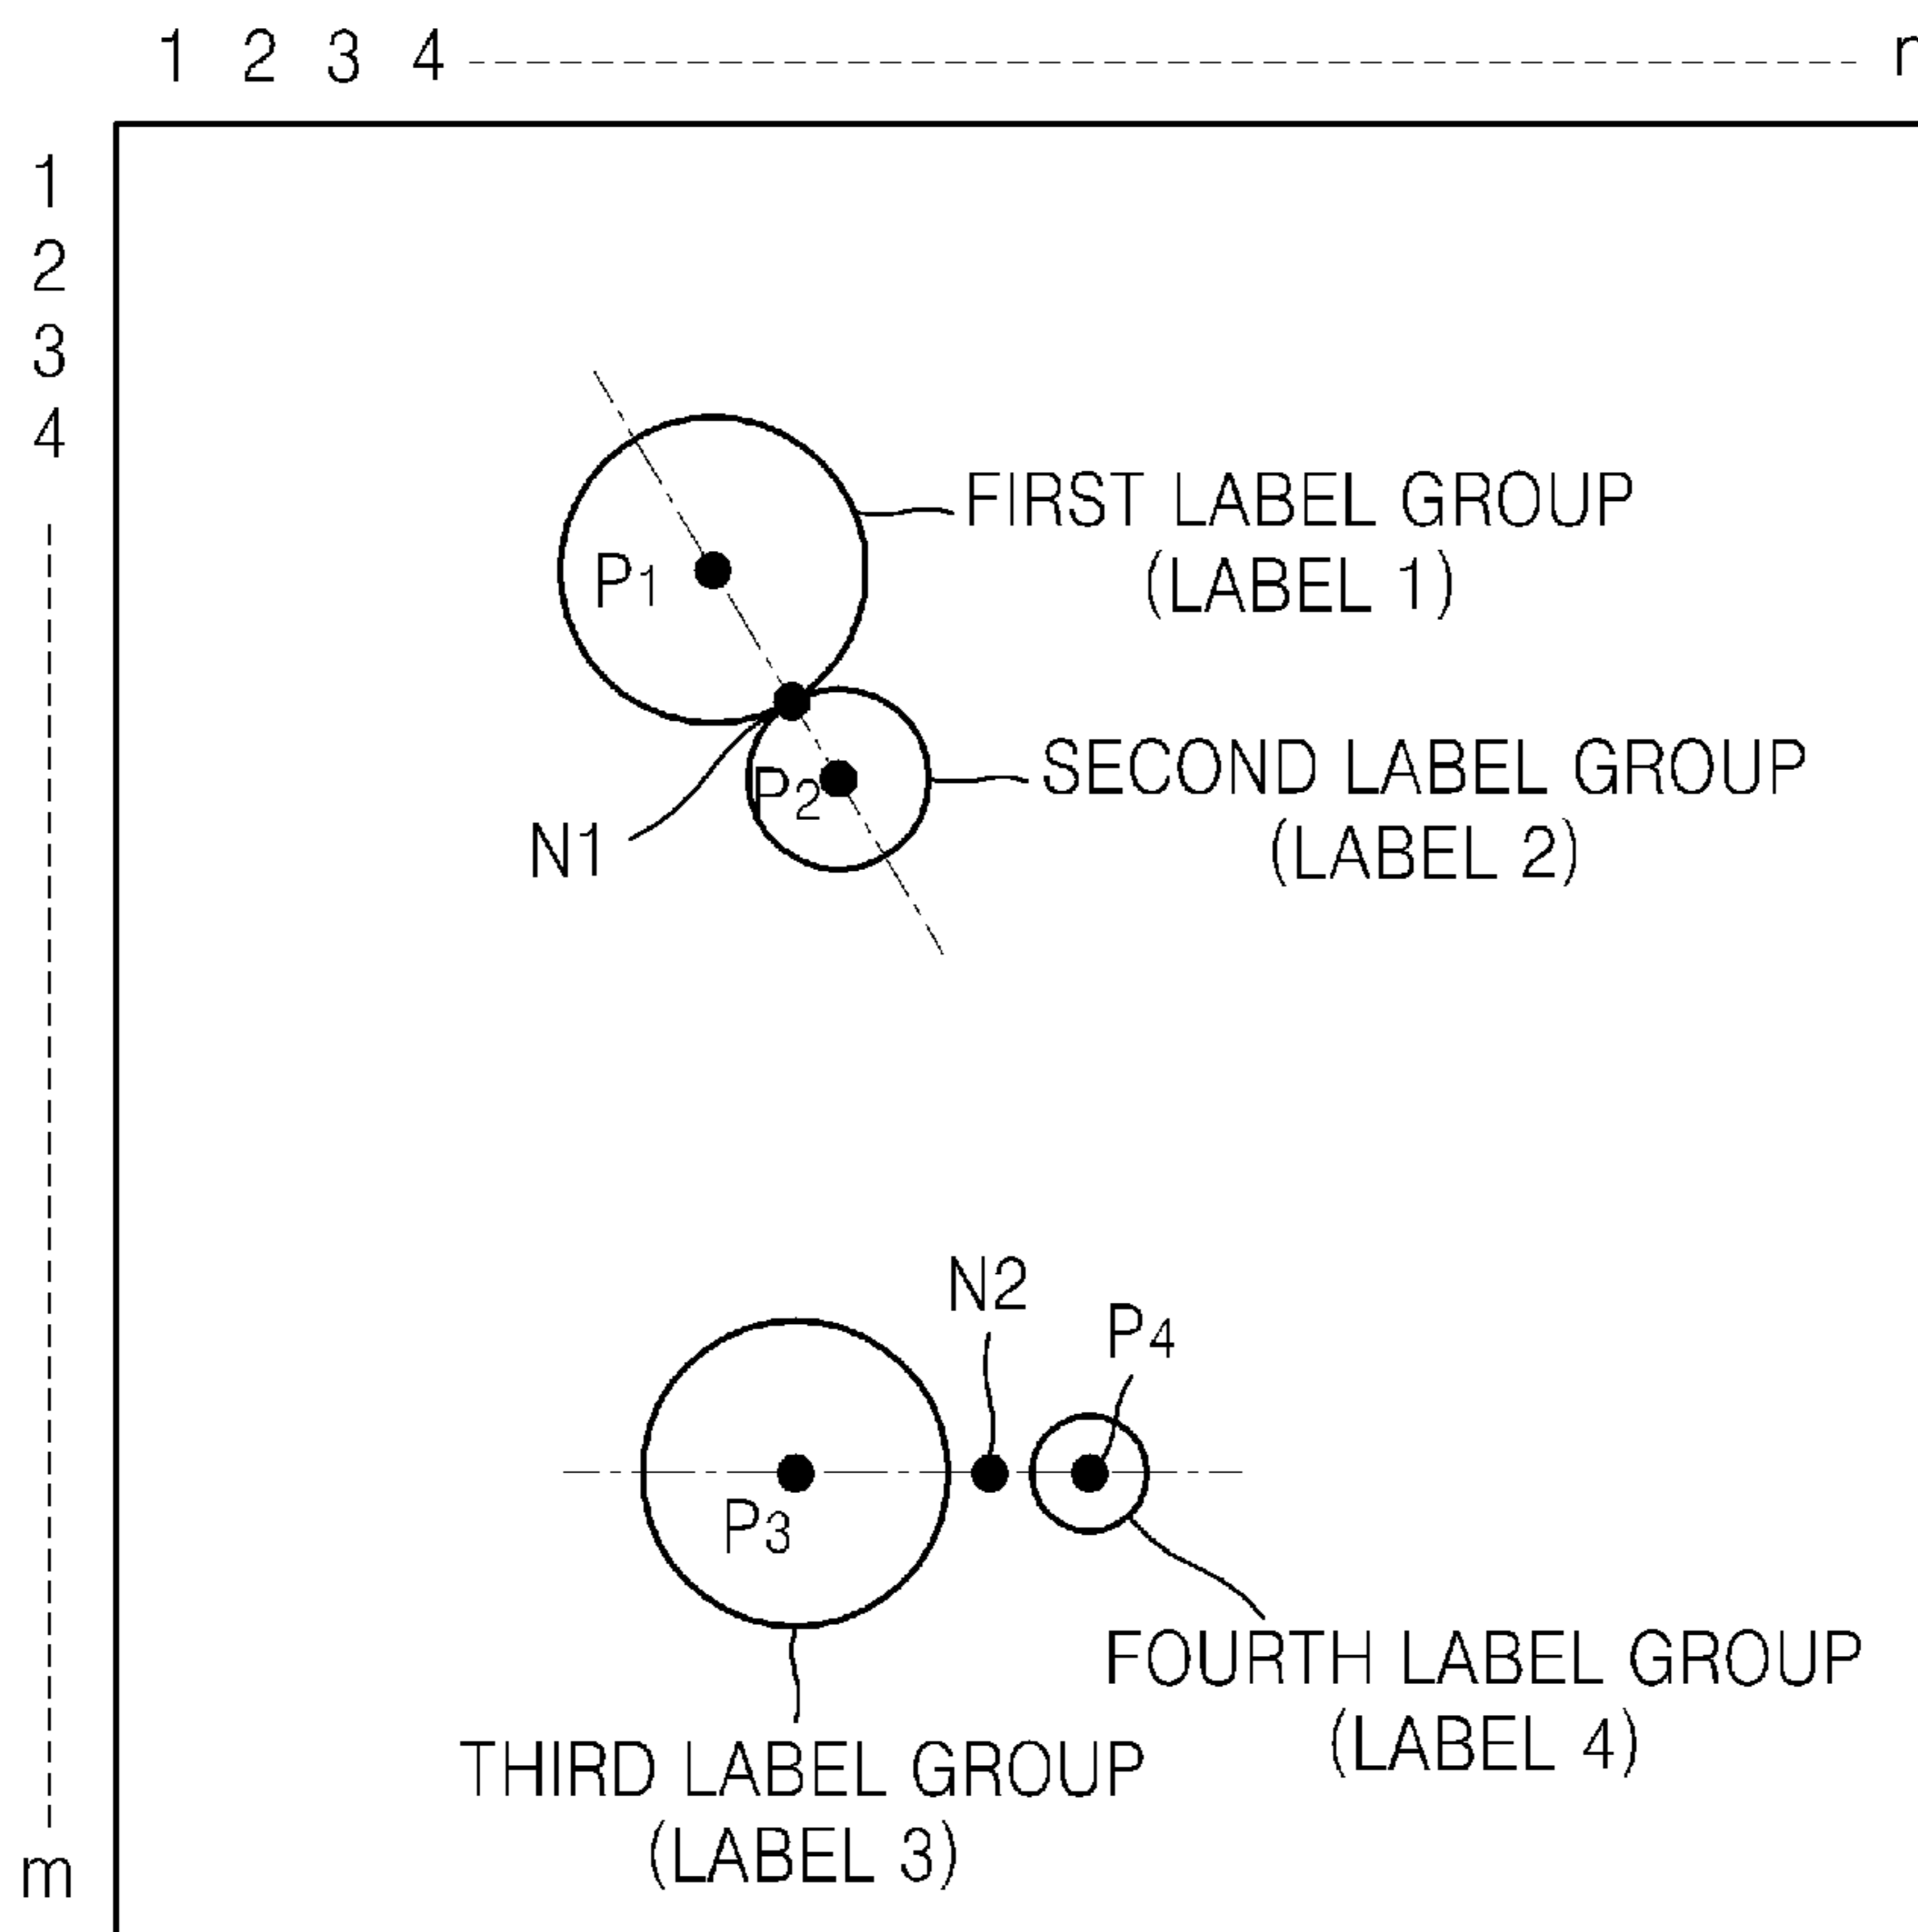 1 2 3 4
1
2
3
4
m
FIRST LABEL GROUP
(LABEL 1)
P1
SECOND LABEL GROUP
(LABEL 2)
P2
N1
N2
P4
P3
FOURTH LABEL GROUP
(LABEL 4)
THIRD LABEL GROUP
(LABEL 3)